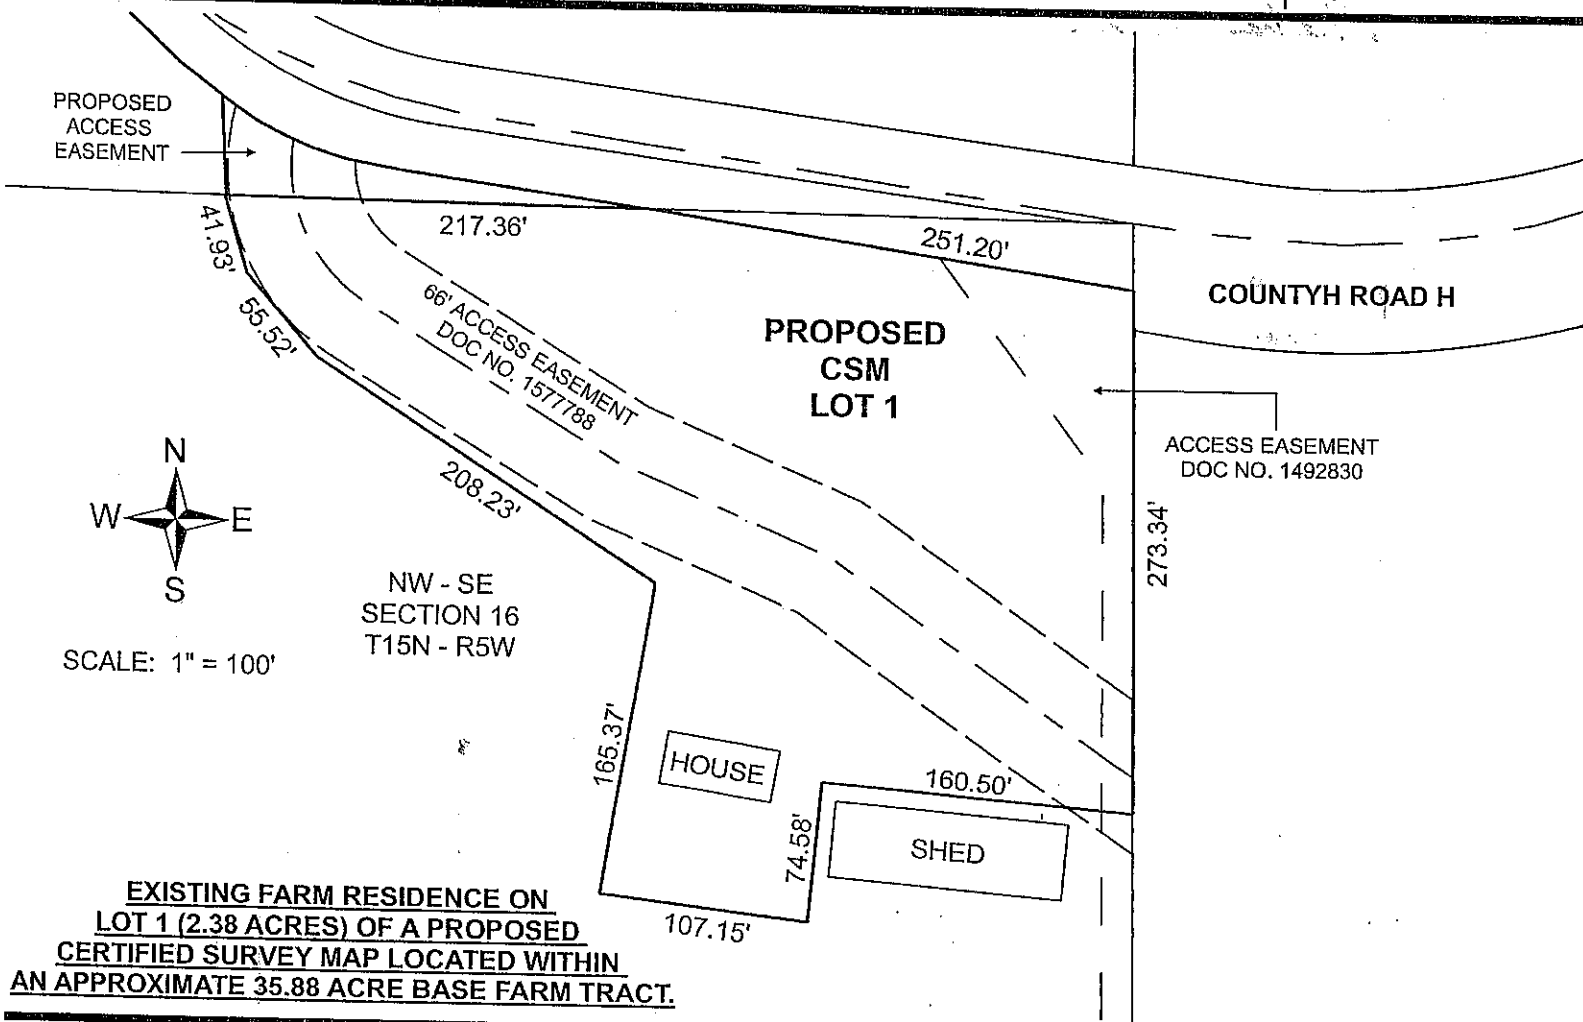 PROPOSED
ACCESS
EASEMENT
41.93'
217.36'
251.20'
55.52'
66' ACCESS EASEMENT
DOC NO. 1577788
PROPOSED
CSM
LOT 1
COUNTYH ROAD H
ACCESS EASEMENT
DOC NO. 1492830
N
W
E
S
208.23'
273.34'
NW - SE
SECTION 16
T15N - R5W
SCALE: 1" = 100'
165.37'
HOUSE
160.50'
74.58'
SHED
107.15'
EXISTING FARM RESIDENCE ON
LOT 1 (2.38 ACRES) OF A PROPOSED
CERTIFIED SURVEY MAP LOCATED WITHIN
AN APPROXIMATE 35.88 ACRE BASE FARM TRACT.